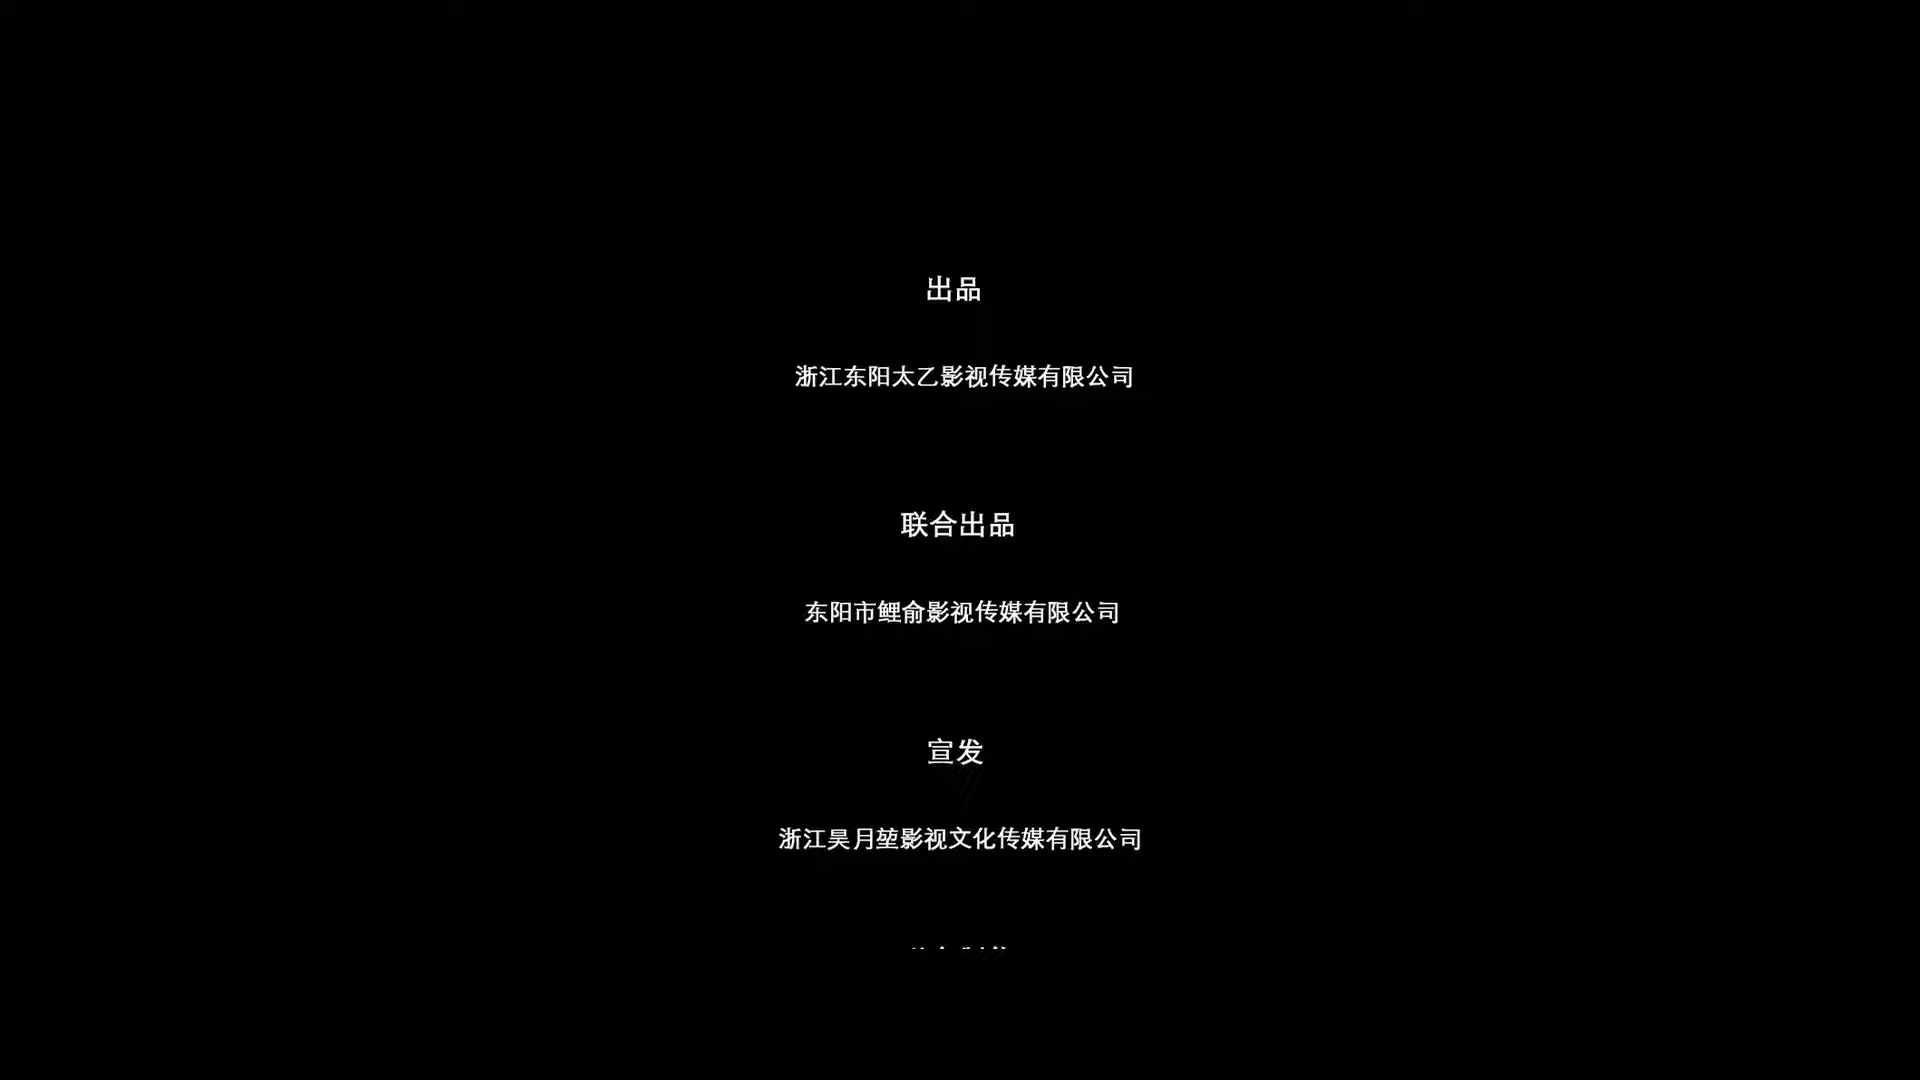 出品
浙江东阳太乙影视传媒有限公司
联合出品
东阳市鲤俞影视传媒有限公司
宣发
浙江昊月堃影视文化传媒有限公司